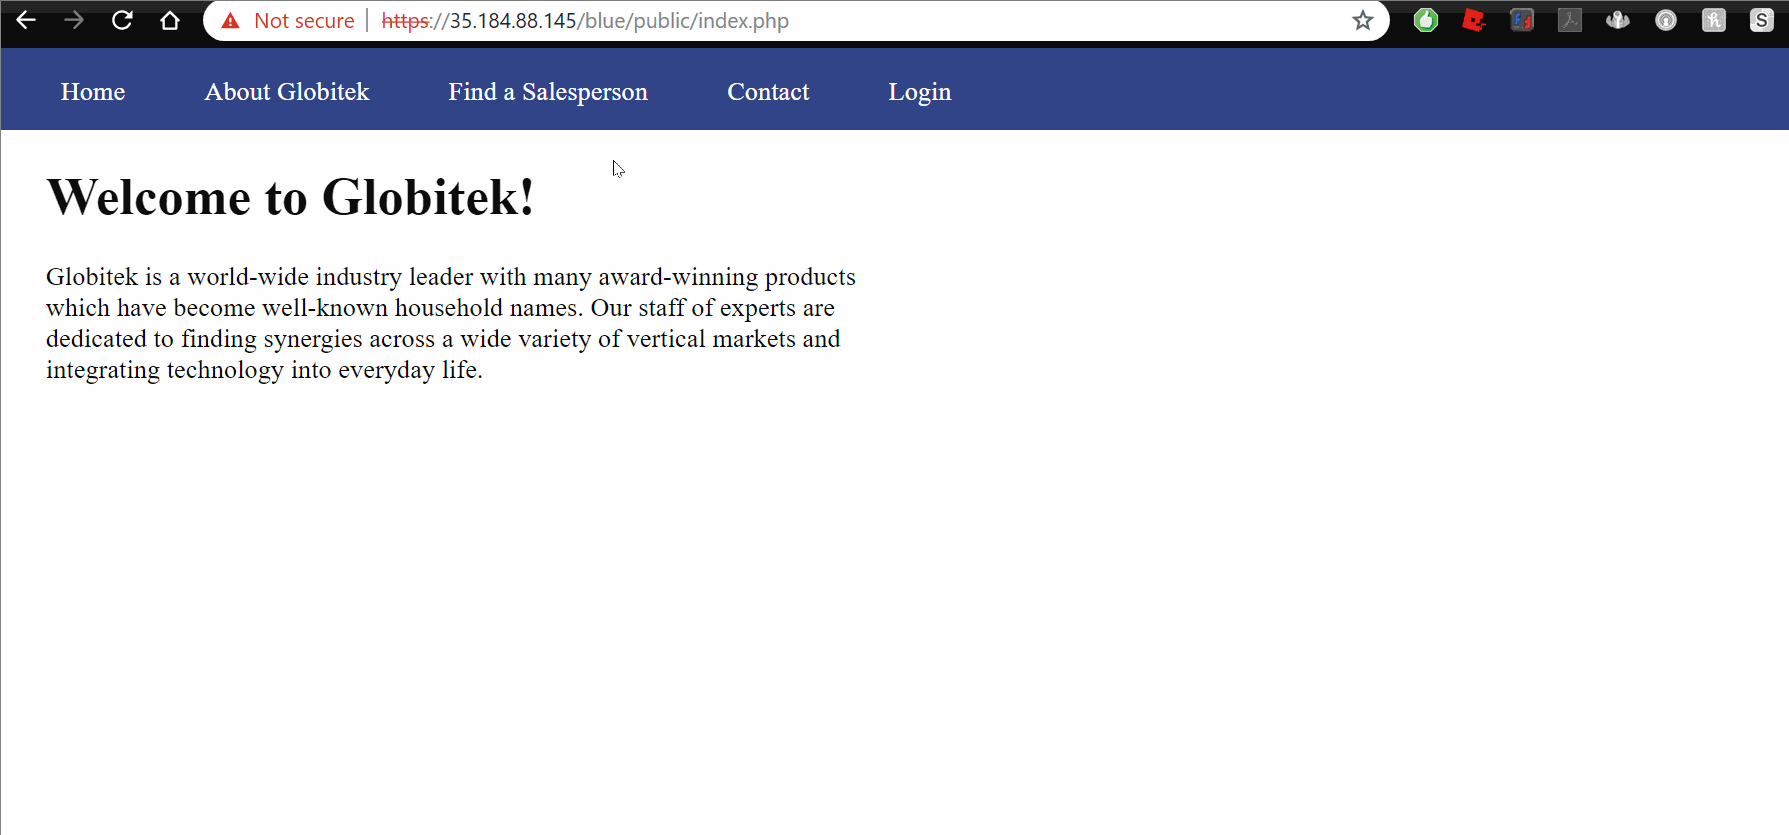 Not secure | https://35.184.88.145/blue/public/index.php
Home About Globitek Find a Salesperson Contact Login
Welcome to Globitek!
Globitek is a world-wide industry leader with many award-winning products
which have become well-known household names. Our staff of experts are
dedicated to finding synergies across a wide variety of vertical markets and
integrating technology into everyday life.